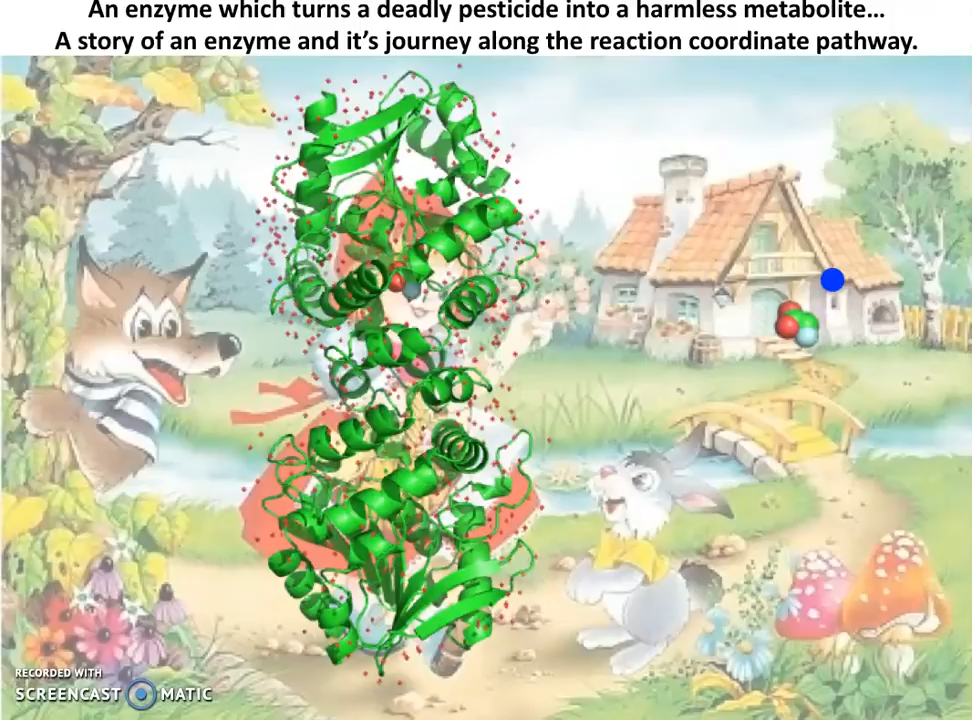 An enzyme which turns a deadly pesticide into a harmless metabolite...
A story of an enzyme and it's journey along the reaction coordinate pathway.
RECORDED WITH
SCREENCAST MATIC